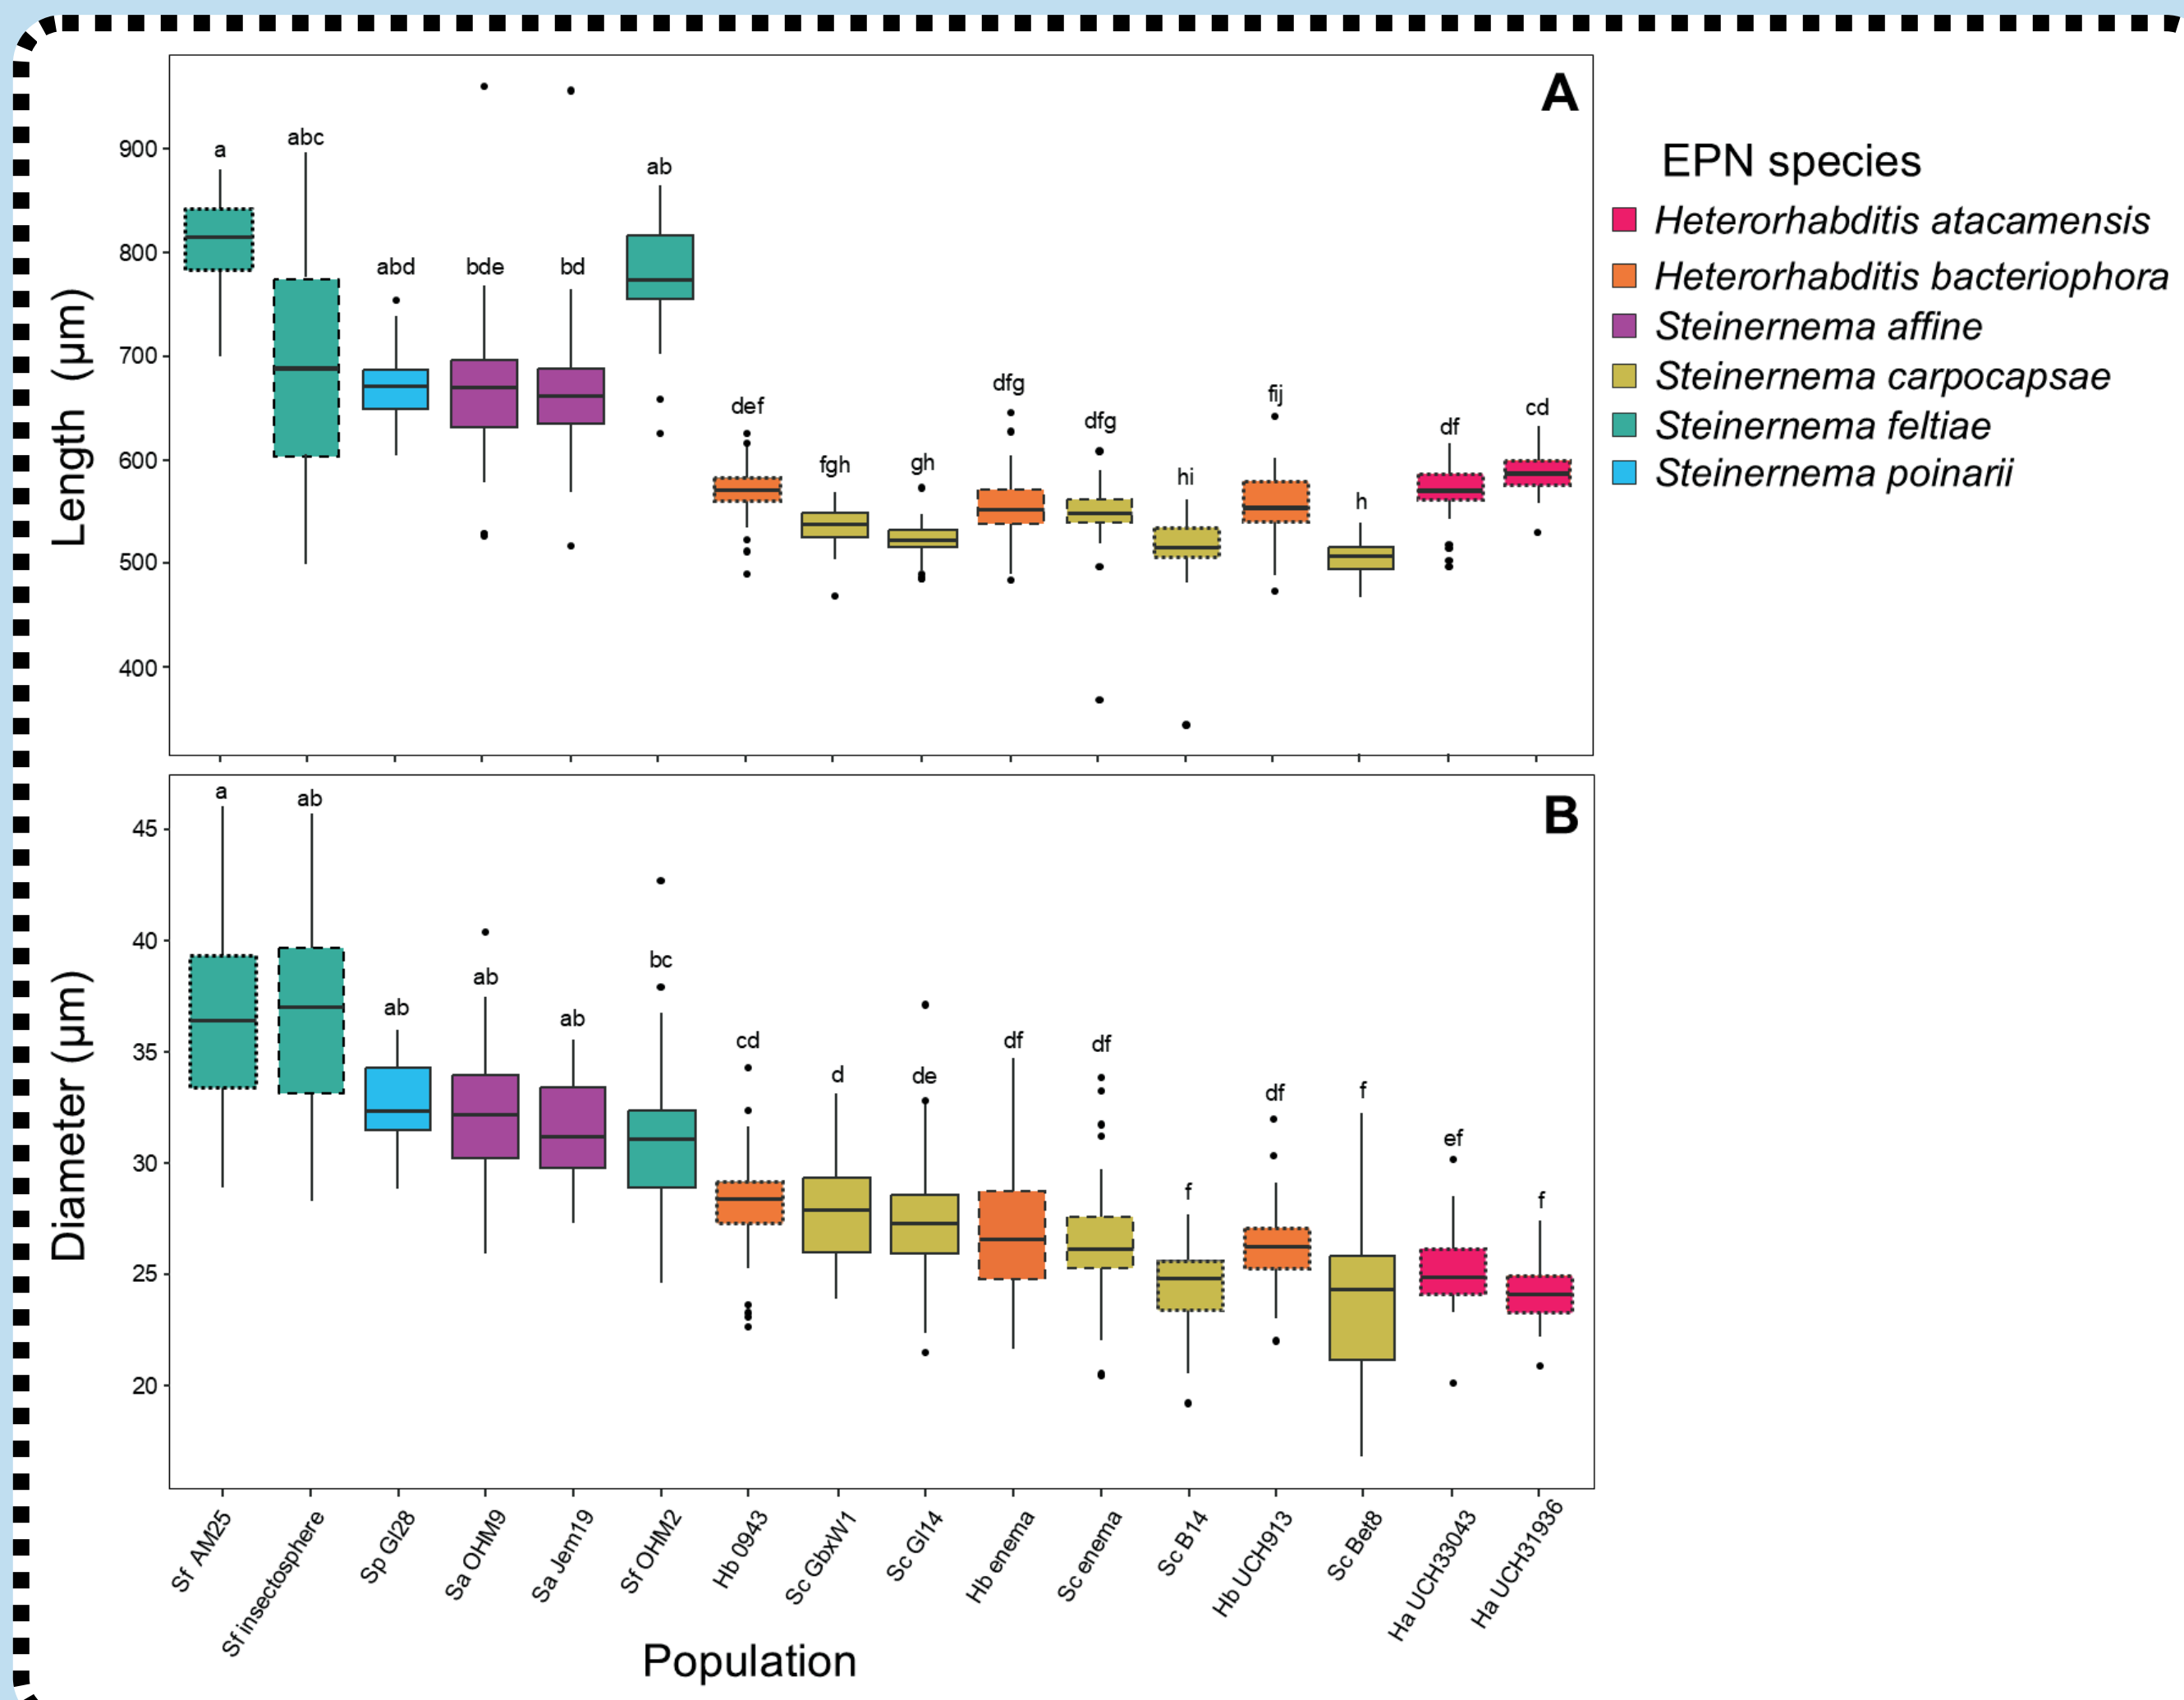 A
Length (µm)
900
800
700
600
500
400
a
abc
abd
bde
bd
ab
def
fgh
gh
dfg
dfg
hi
fij
h
df
cd
EPN species
Heterorhabditis atacamensis
Heterorhabditis bacteriophora
Steinernema affine
Steinernema carpocapsae
Steinernema feltiae
Steinernema poinarii
B
Diameter (µm)
45
40
35
30
25
20
a
ab
ab
ab
ab
bc
cd
d
de
df
df
f
df
f
ef
f
Sf AM25
Sf insectosphere
Sp Gl28
Sa OHM9
Sa Jem19
Sf OHM2
Hb 0943
Sc GbxW1
Sc Gl14
Hb enema
Sc enema
Sc B14
Hb UCH913
Sc Bet8
Ha UCH33043
Ha UCH31936
Population